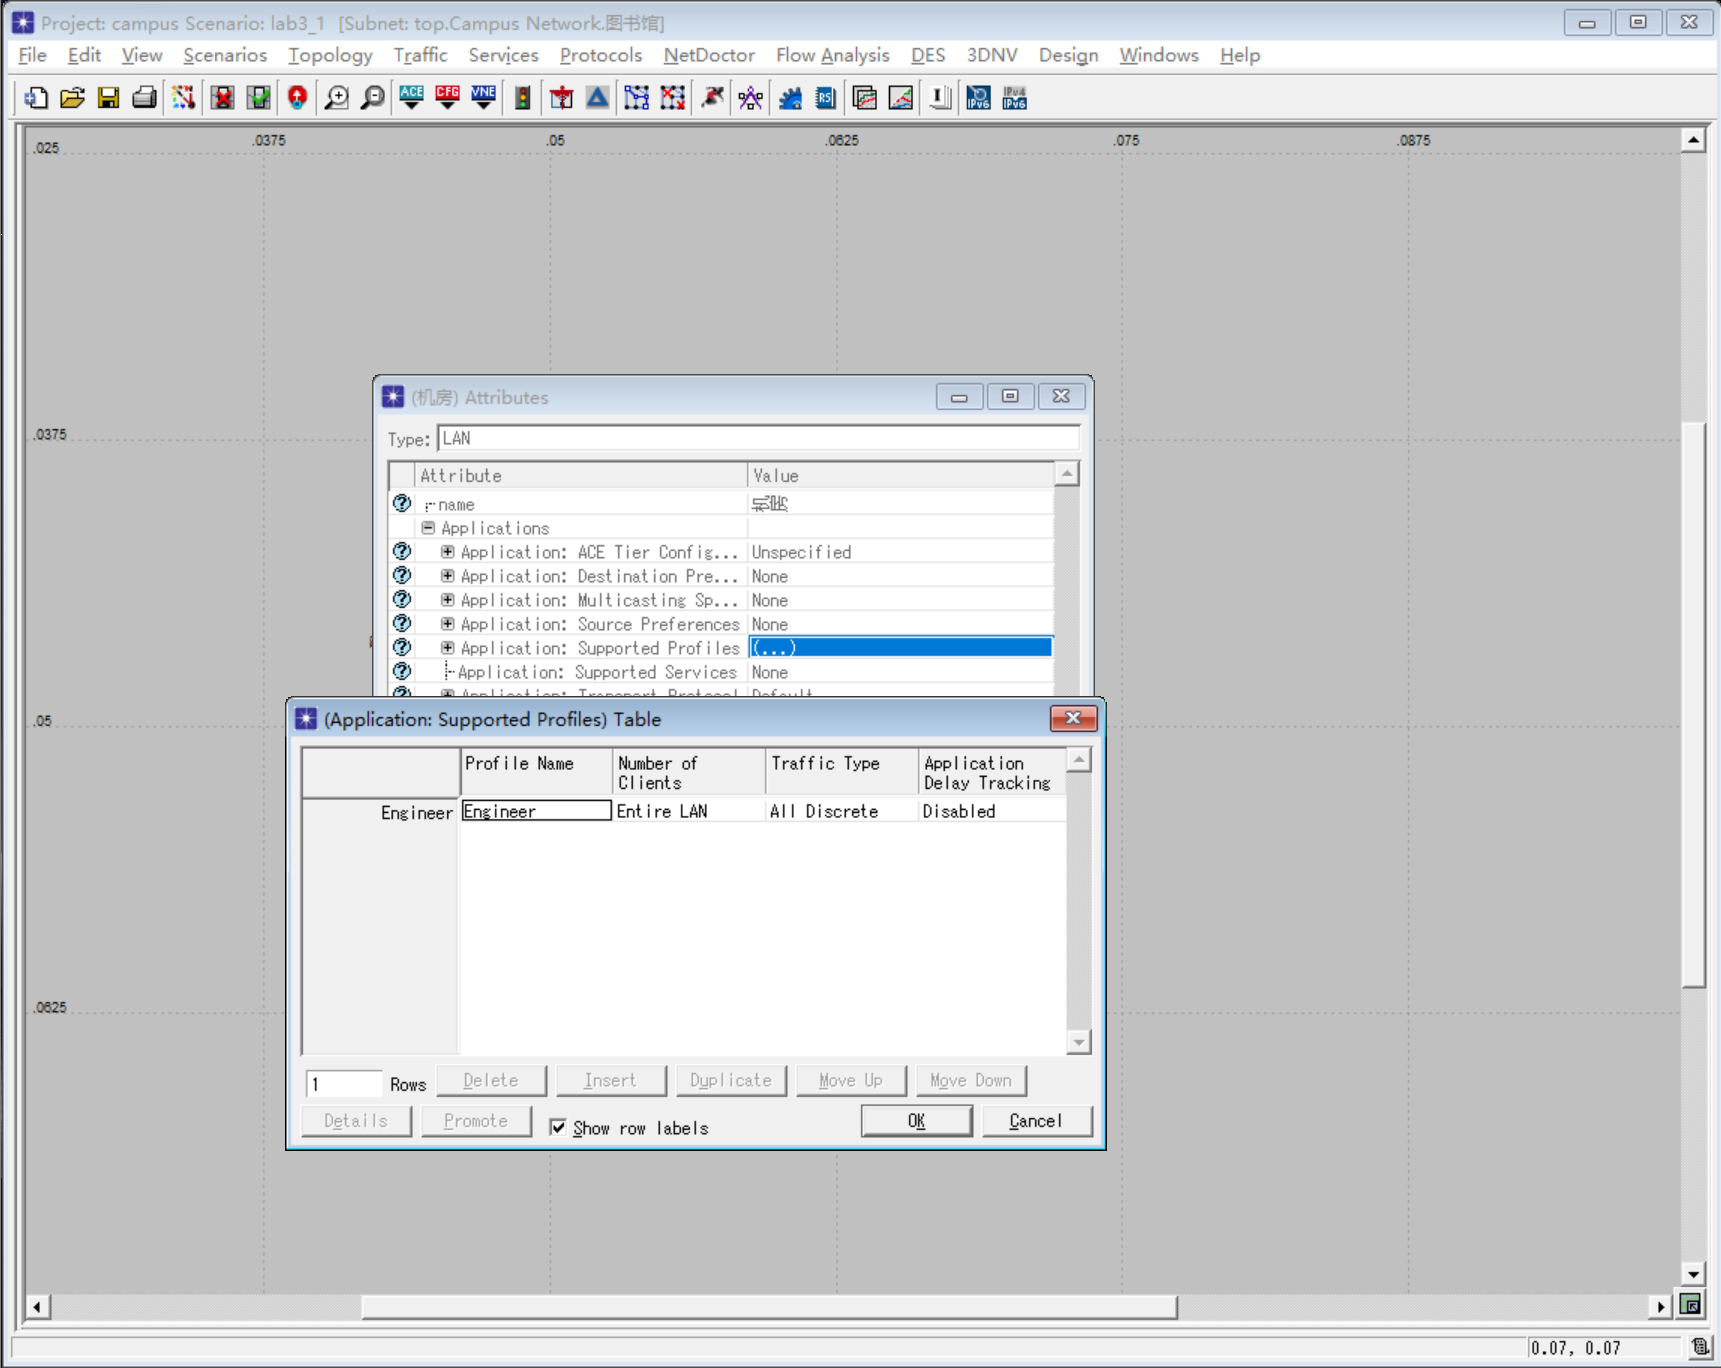 Project: campus Scenario: lab3_1 [Subnet: top.Campus Network.图书馆]
File Edit View Scenarios Topology Traffic Services Protocols NetDoctor Flow Analysis DES 3DNV Design Windows Help
ACE CFG VNE RS IPv6 IPv4 IPv6
.0375 .05 .0625 .075 .0875
.025
.0375
.05
.0625
(机房) Attributes
Type: LAN
Attribute Value
name
Applications
Application: ACE Tier Config... Unspecified
Application: Destination Pre... None
Application: Multicasting Sp... None
Application: Source Preferences None
Application: Supported Profiles (...)
Application: Supported Services None
Application: Transport Protocol Default
(Application: Supported Profiles) Table
Profile Name Number of Clients Traffic Type Application Delay Tracking
Engineer Engineer Entire LAN All Discrete Disabled
1 Rows Delete Insert Duplicate Move Up Move Down
Details Promote Show row labels OK Cancel
0.07, 0.07